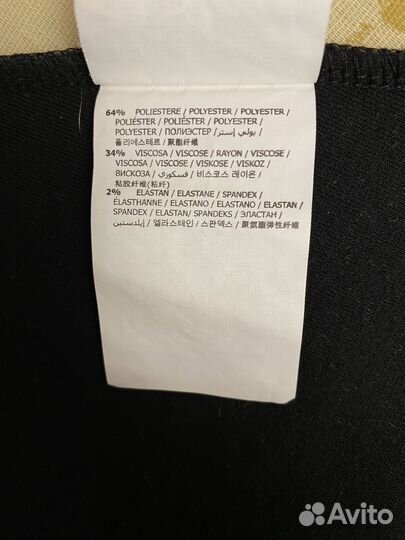 64% POLIESTERE / POLYESTER / POLYESTER /
POLIÉSTER / POLIÉSTER / POLYESTER /
POLYESTER / ПОЛИЭСТЕР / بولي إستر /
폴리에스테르 / 聚酯纤维
34% VISCOSA / VISCOSE / RAYON / VISCOSE /
VISCOSA / VISCOSE / VISKOSE / VISKOZ /
ВИСКОЗА / فسكوزي / 비스코스 레이온 /
粘胶纤维(粘纤)
2% ELASTAN / ELASTANE / SPANDEX /
ÉLASTHANNE / ELASTANO / ELASTANO / ELASTAN /
SPANDEX / ELASTAN/ SPANDEKS / ЭЛАСТАН /
إيلدستين / 엘라스테인 / 스판덱스 / 聚氨酯弹性纤维
Avito